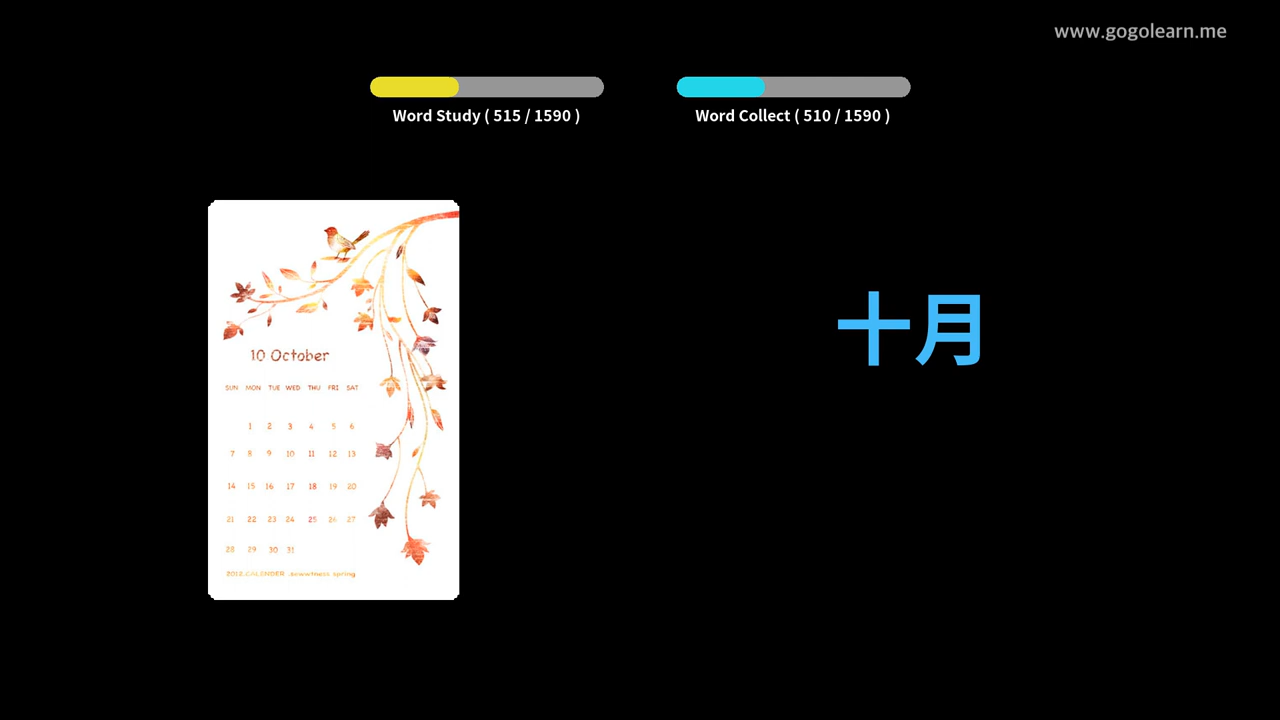 www.gogolearn.me
Word Study ( 515 / 1590 )
Word Collect ( 510 / 1590 )
10 October
SUN MON TUE WED THU FRI SAT
1 2 3 4 5 6
7 8 9 10 11 12 13
14 15 16 17 18 19 20
21 22 23 24 25 26 27
28 29 30 31
2012.CALENDER spring
十月